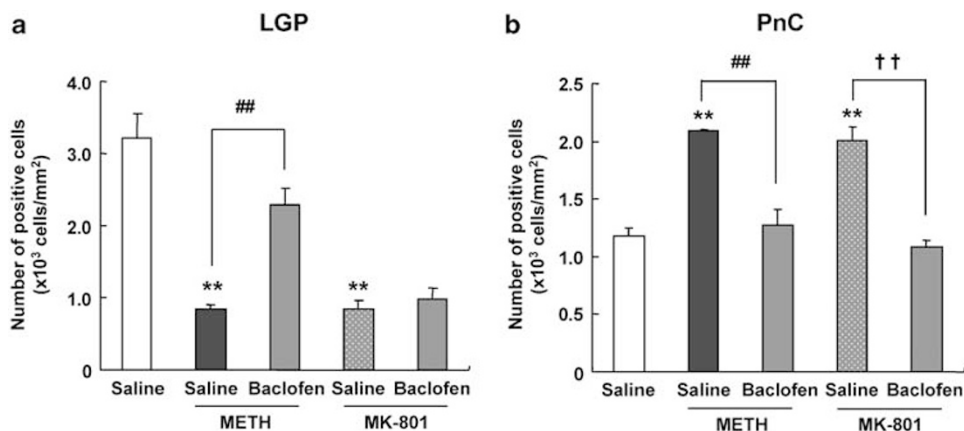 a
LGP
Number of positive cells
(x10³ cells/mm²)
4.0
3.0
2.0
1.0
0
##
**
**
Saline
Saline
Baclofen
Saline
Baclofen
METH
MK-801
b
PnC
Number of positive cells
(x10³ cells/mm²)
2.5
2.0
1.5
1.0
0.5
0
##
††
**
**
Saline
Saline
Baclofen
Saline
Baclofen
METH
MK-801